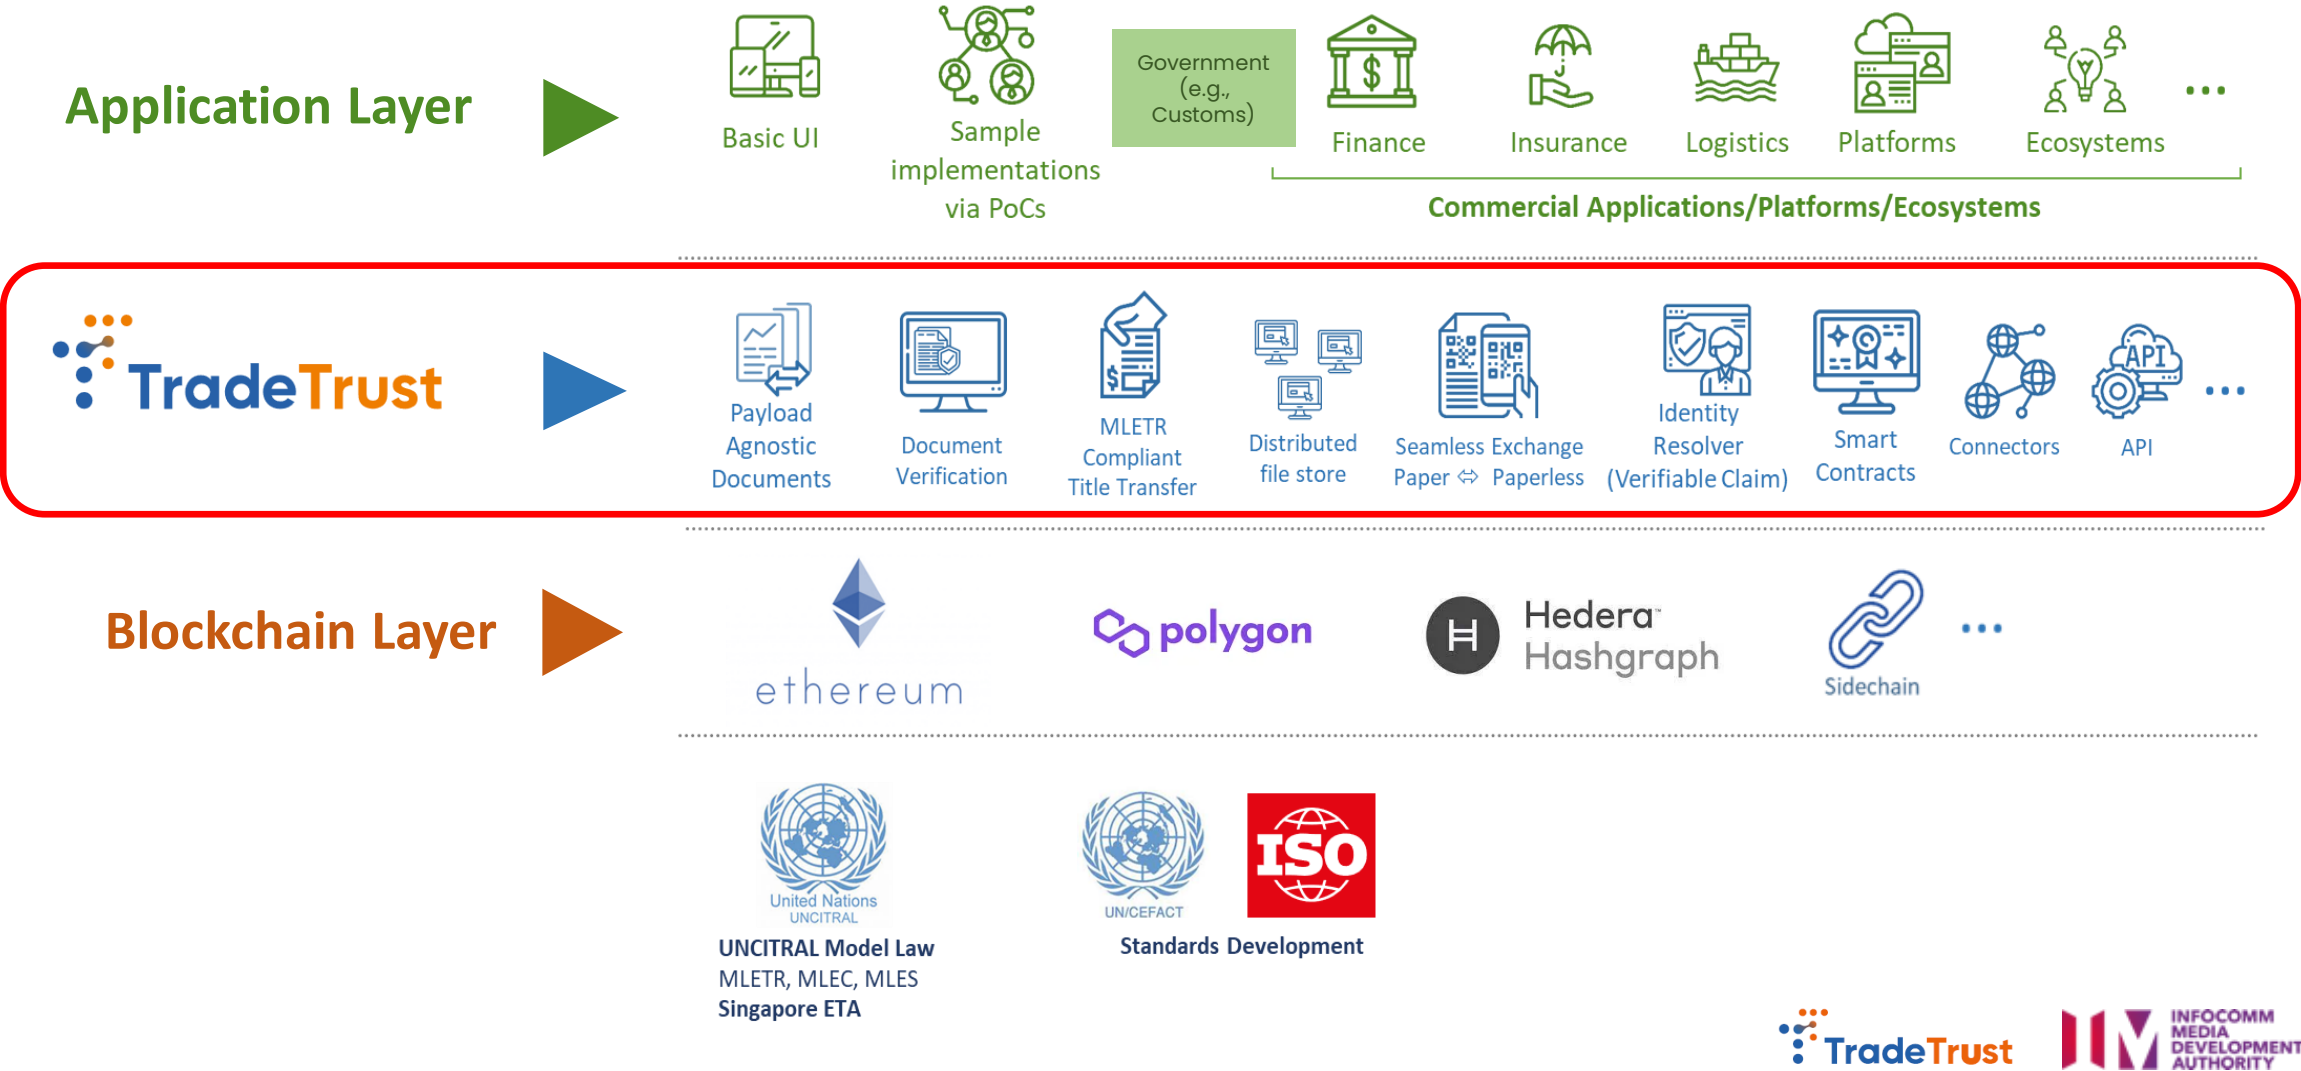 Application Layer
Basic UI
Sample
implementations
via PoCs
Government
(e.g.,
Customs)
$
Finance
Insurance
Logistics
Platforms
Ecosystems
...
Commercial Applications/Platforms/Ecosystems
TradeTrust
Payload
Agnostic
Documents
Document
Verification
$
MLETR
Compliant
Title Transfer
Distributed
file store
Seamless Exchange
Paper ⬄ Paperless
Identity
Resolver
(Verifiable Claim)
Smart
Contracts
Connectors
API
API
...
Blockchain Layer
ethereum
polygon
H
Hedera™
Hashgraph
Sidechain
...
United Nations
UNCITRAL
UNCITRAL Model Law
MLETR, MLEC, MLES
Singapore ETA
UN/CEFACT
ISO
Standards Development
TradeTrust
INFOCOMM
MEDIA
DEVELOPMENT
AUTHORITY